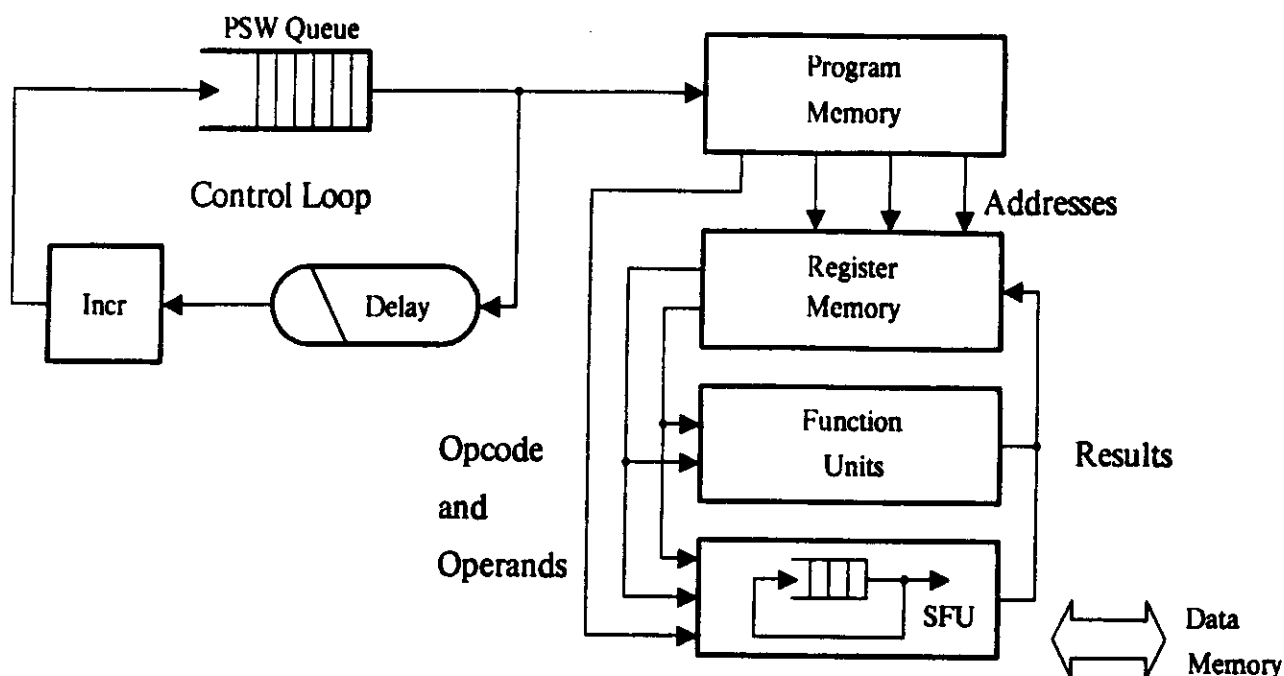 PSW Queue
Program
Memory
Control Loop
Addresses
Incr
Delay
Register
Memory
Function
Units
Opcode
and
Operands
Results
SFU
Data
Memory